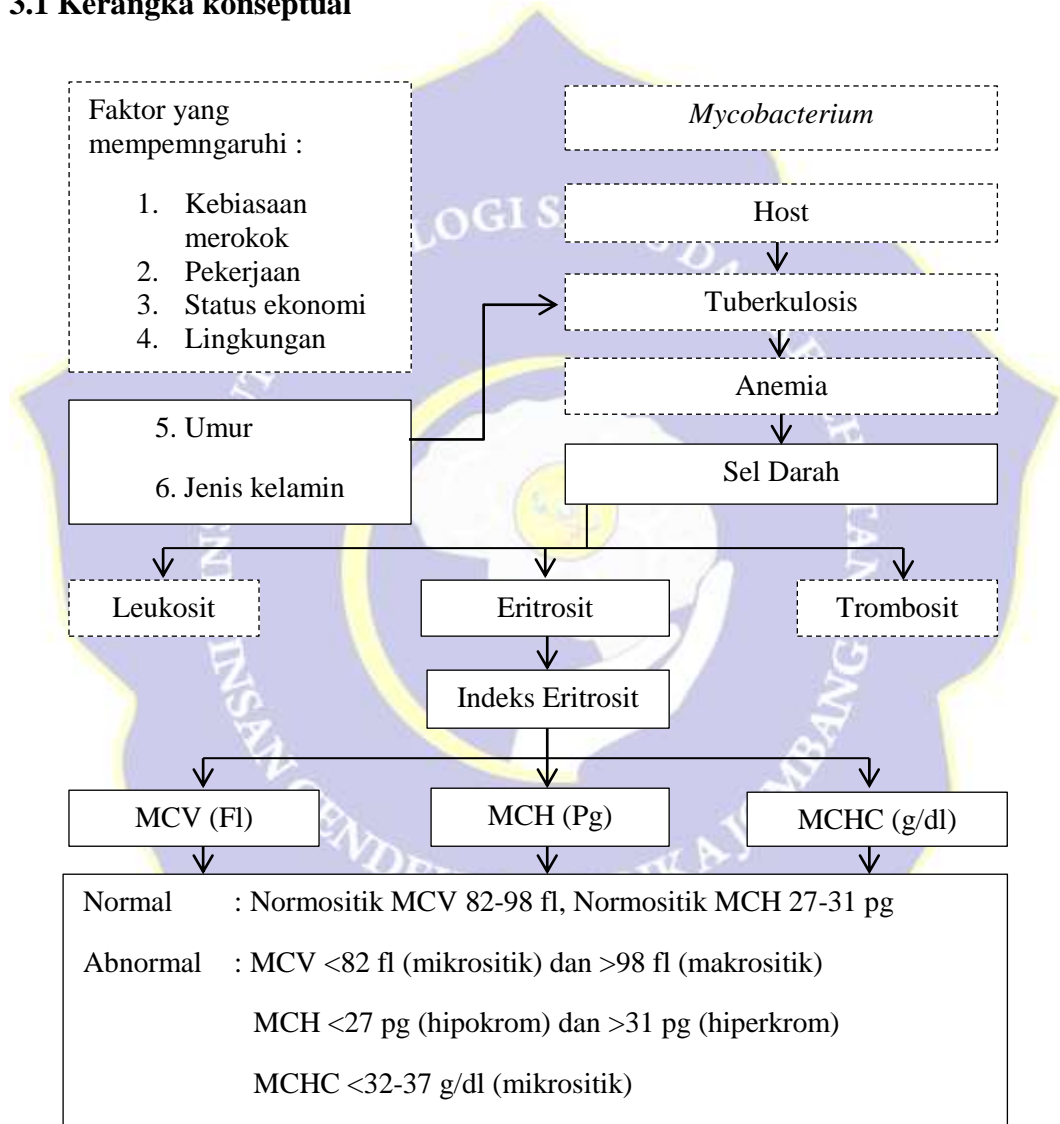 3.1 Kerangka konseptual
Faktor yang
mempemngaruhi :
1. Kebiasaan
merokok
2. Pekerjaan
3. Status ekonomi
4. Lingkungan
5. Umur
6. Jenis kelamin
Mycobacterium
Host
Tuberkulosis
Anemia
Sel Darah
Leukosit
Eritrosit
Trombosit
Indeks Eritrosit
MCV (Fl)
MCH (Pg)
MCHC (g/dl)
Normal : Normositik MCV 82-98 fl, Normositik MCH 27-31 pg
Abnormal : MCV <82 fl (mikrositik) dan >98 fl (makrositik)
MCH <27 pg (hipokrom) dan >31 pg (hiperkrom)
MCHC <32-37 g/dl (mikrositik)
INSAN
JOMBANG